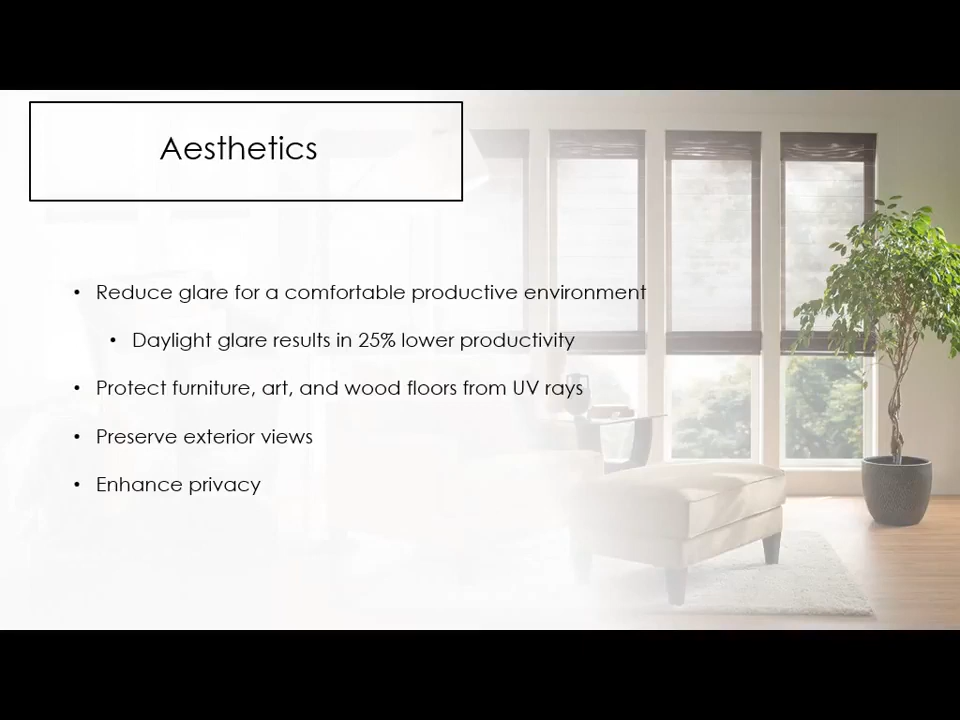 Aesthetics
• Reduce glare for a comfortable productive environment
• Daylight glare results in 25% lower productivity
• Protect furniture, art, and wood floors from UV rays
• Preserve exterior views
• Enhance privacy